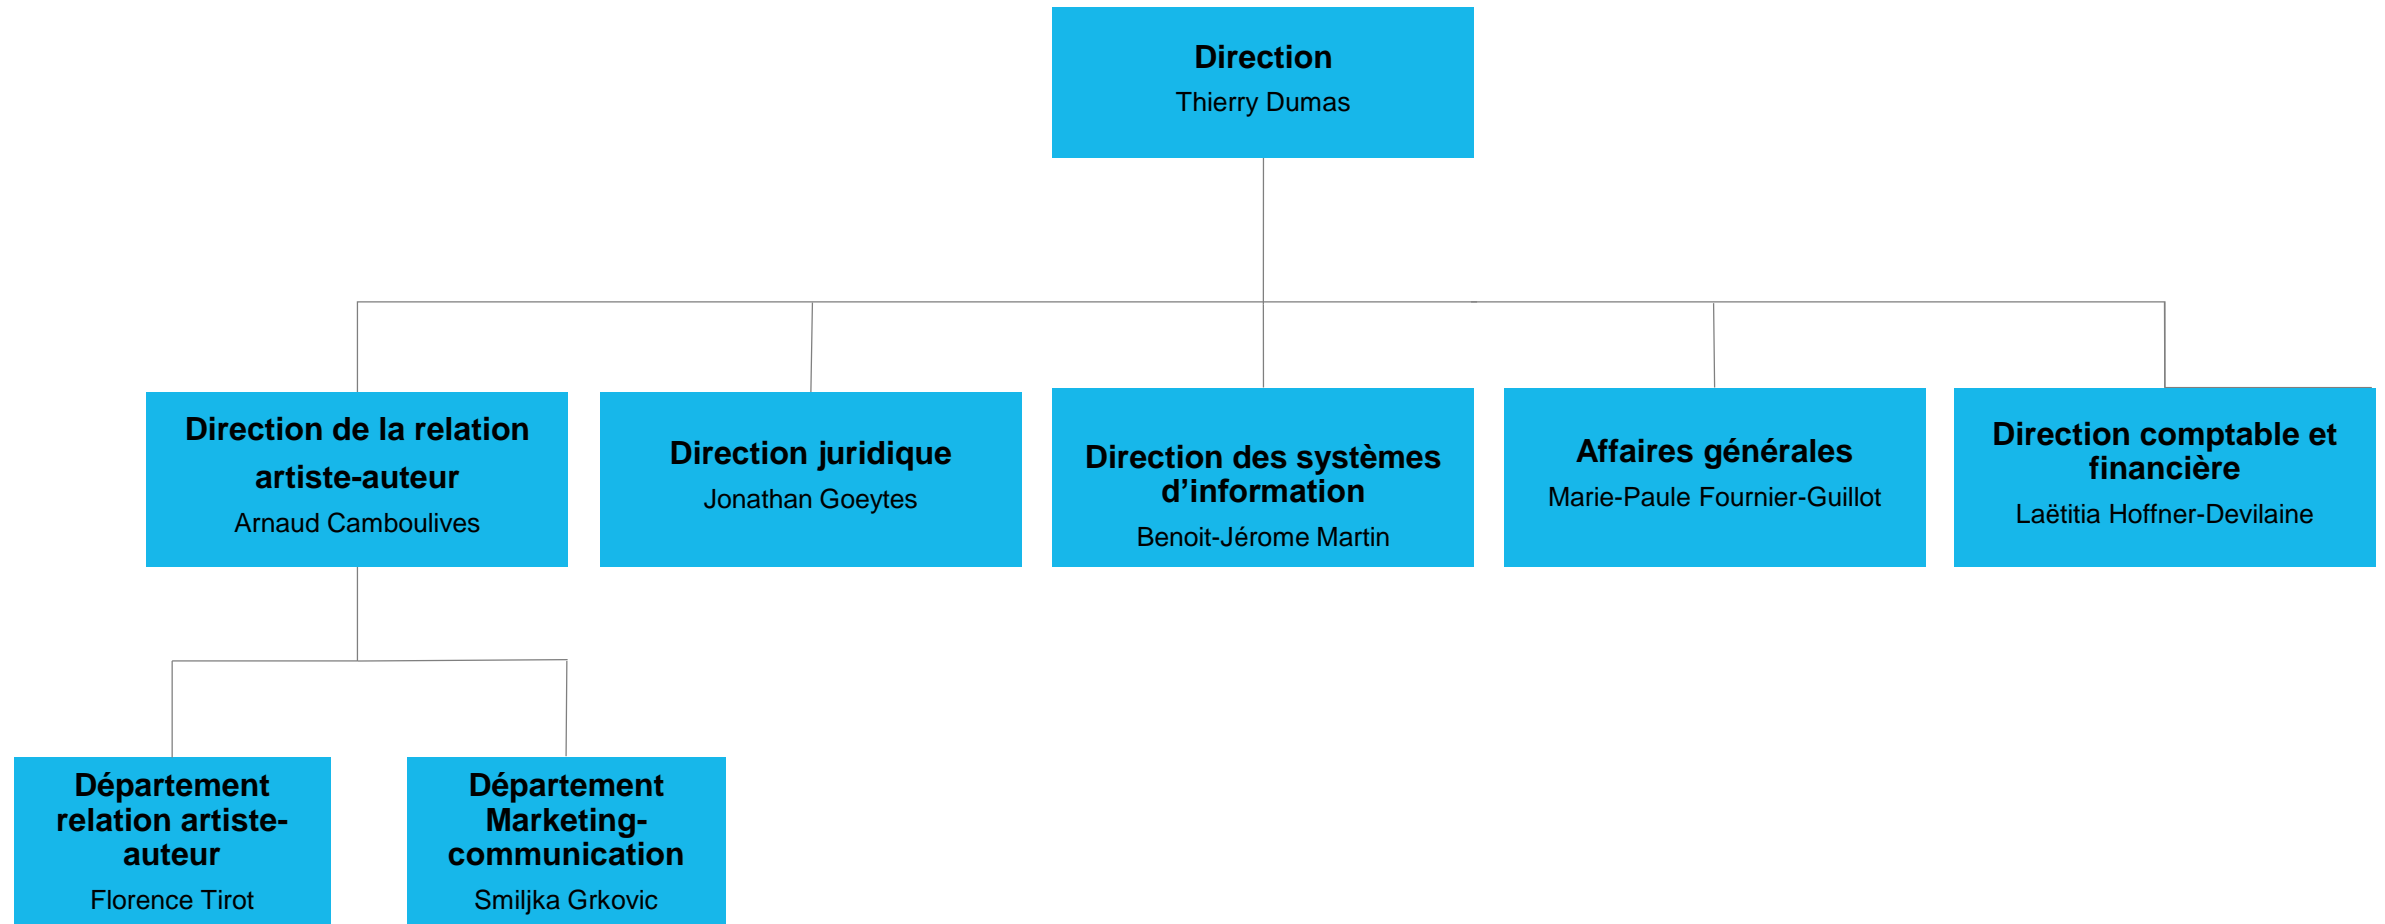 Direction
Thierry Dumas
Direction de la relation
artiste-auteur
Arnaud Camboulives
Direction juridique
Jonathan Goeytes
Direction des systèmes
d’information
Benoit-Jérome Martin
Affaires générales
Marie-Paule Fournier-Guillot
Direction comptable et
financière
Laëtitia Hoffner-Devilaine
Département
relation artiste-
auteur
Florence Tirot
Département
Marketing-
communication
Smiljka Grkovic